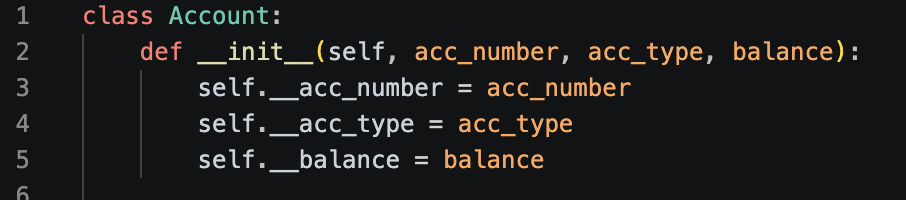 1 class Account:
2     def __init__(self, acc_number, acc_type, balance):
3         self.__acc_number = acc_number
4         self.__acc_type = acc_type
5         self.__balance = balance
6